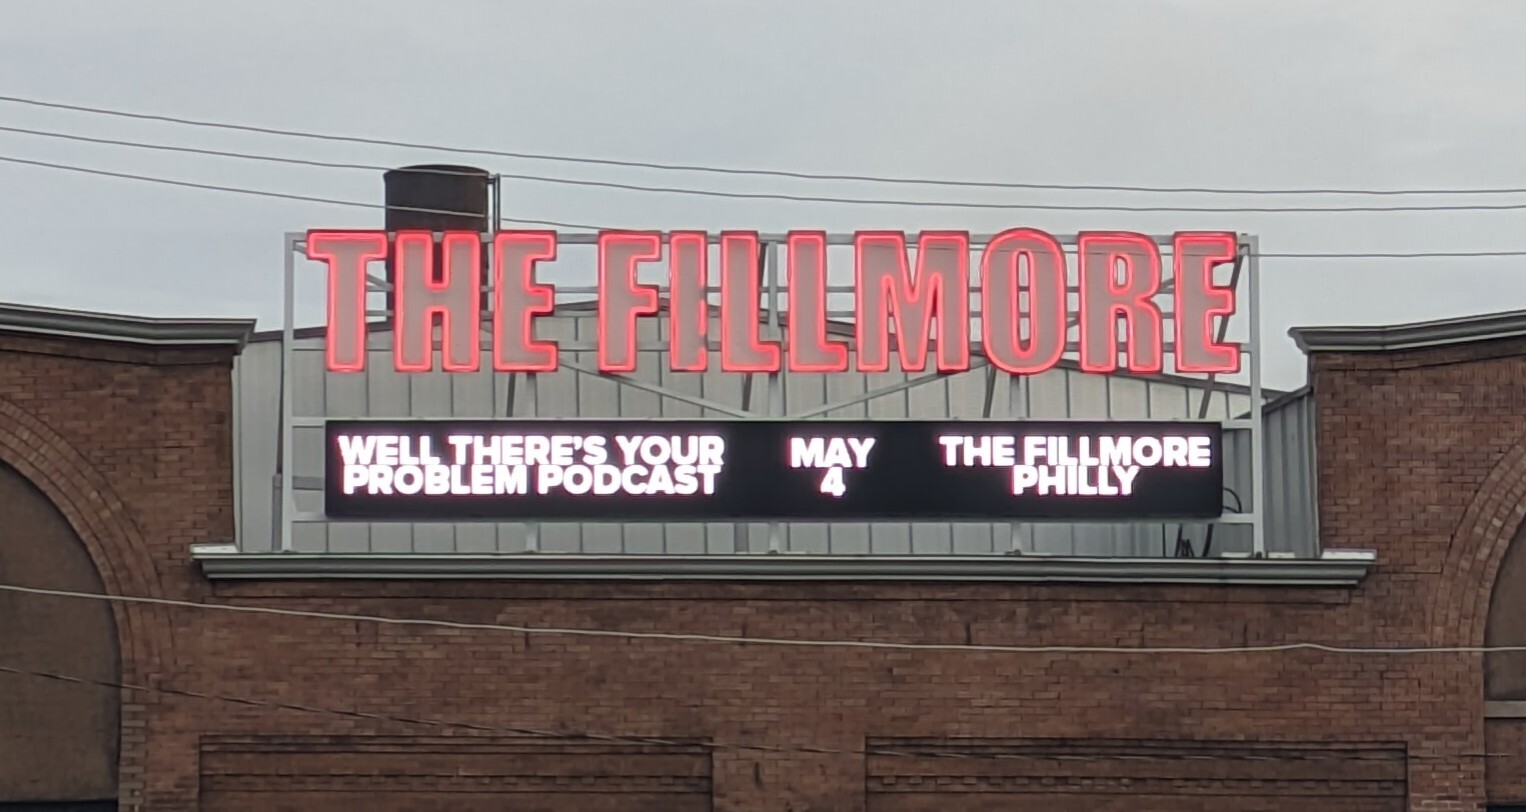 THE FILLMORE
WELL THERE'S YOUR
PROBLEM PODCAST
MAY
4
THE FILLMORE
PHILLY